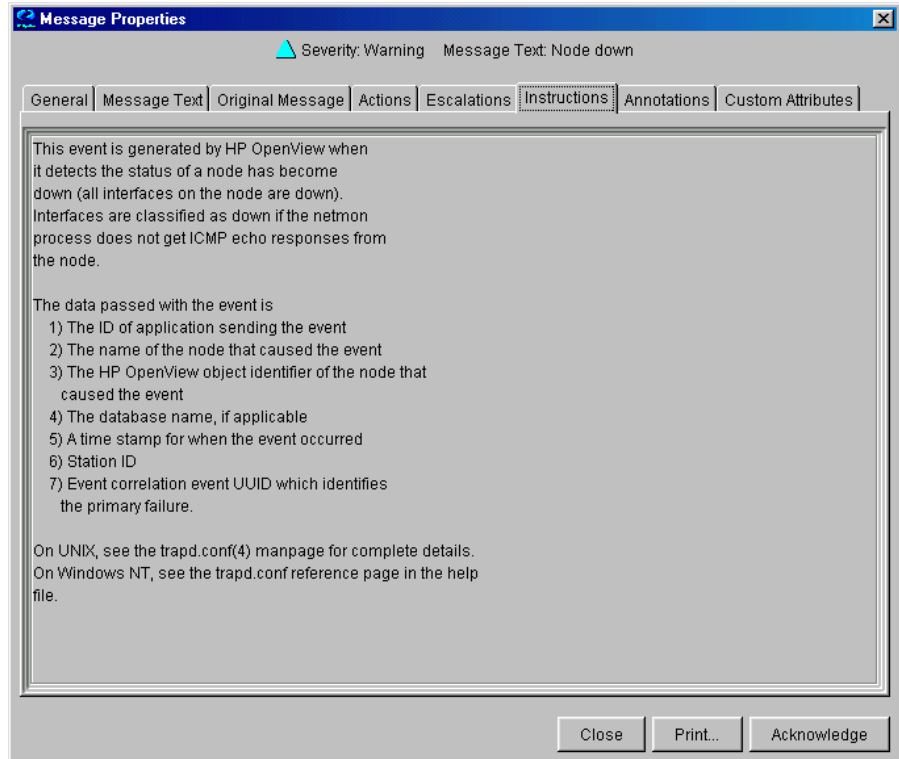 Message Properties
Severity: Warning Message Text: Node down
General Message Text Original Message Actions Escalations Instructions Annotations Custom Attributes
This event is generated by HP OpenView when
it detects the status of a node has become
down (all interfaces on the node are down).
Interfaces are classified as down if the netmon
process does not get ICMP echo responses from
the node.
The data passed with the event is
1) The ID of application sending the event
2) The name of the node that caused the event
3) The HP OpenView object identifier of the node that
caused the event
4) The database name, if applicable
5) A time stamp for when the event occurred
6) Station ID
7) Event correlation event UUID which identifies
the primary failure.
On UNIX, see the trapd.conf(4) manpage for complete details.
On Windows NT, see the trapd.conf reference page in the help
file.
Close Print... Acknowledge